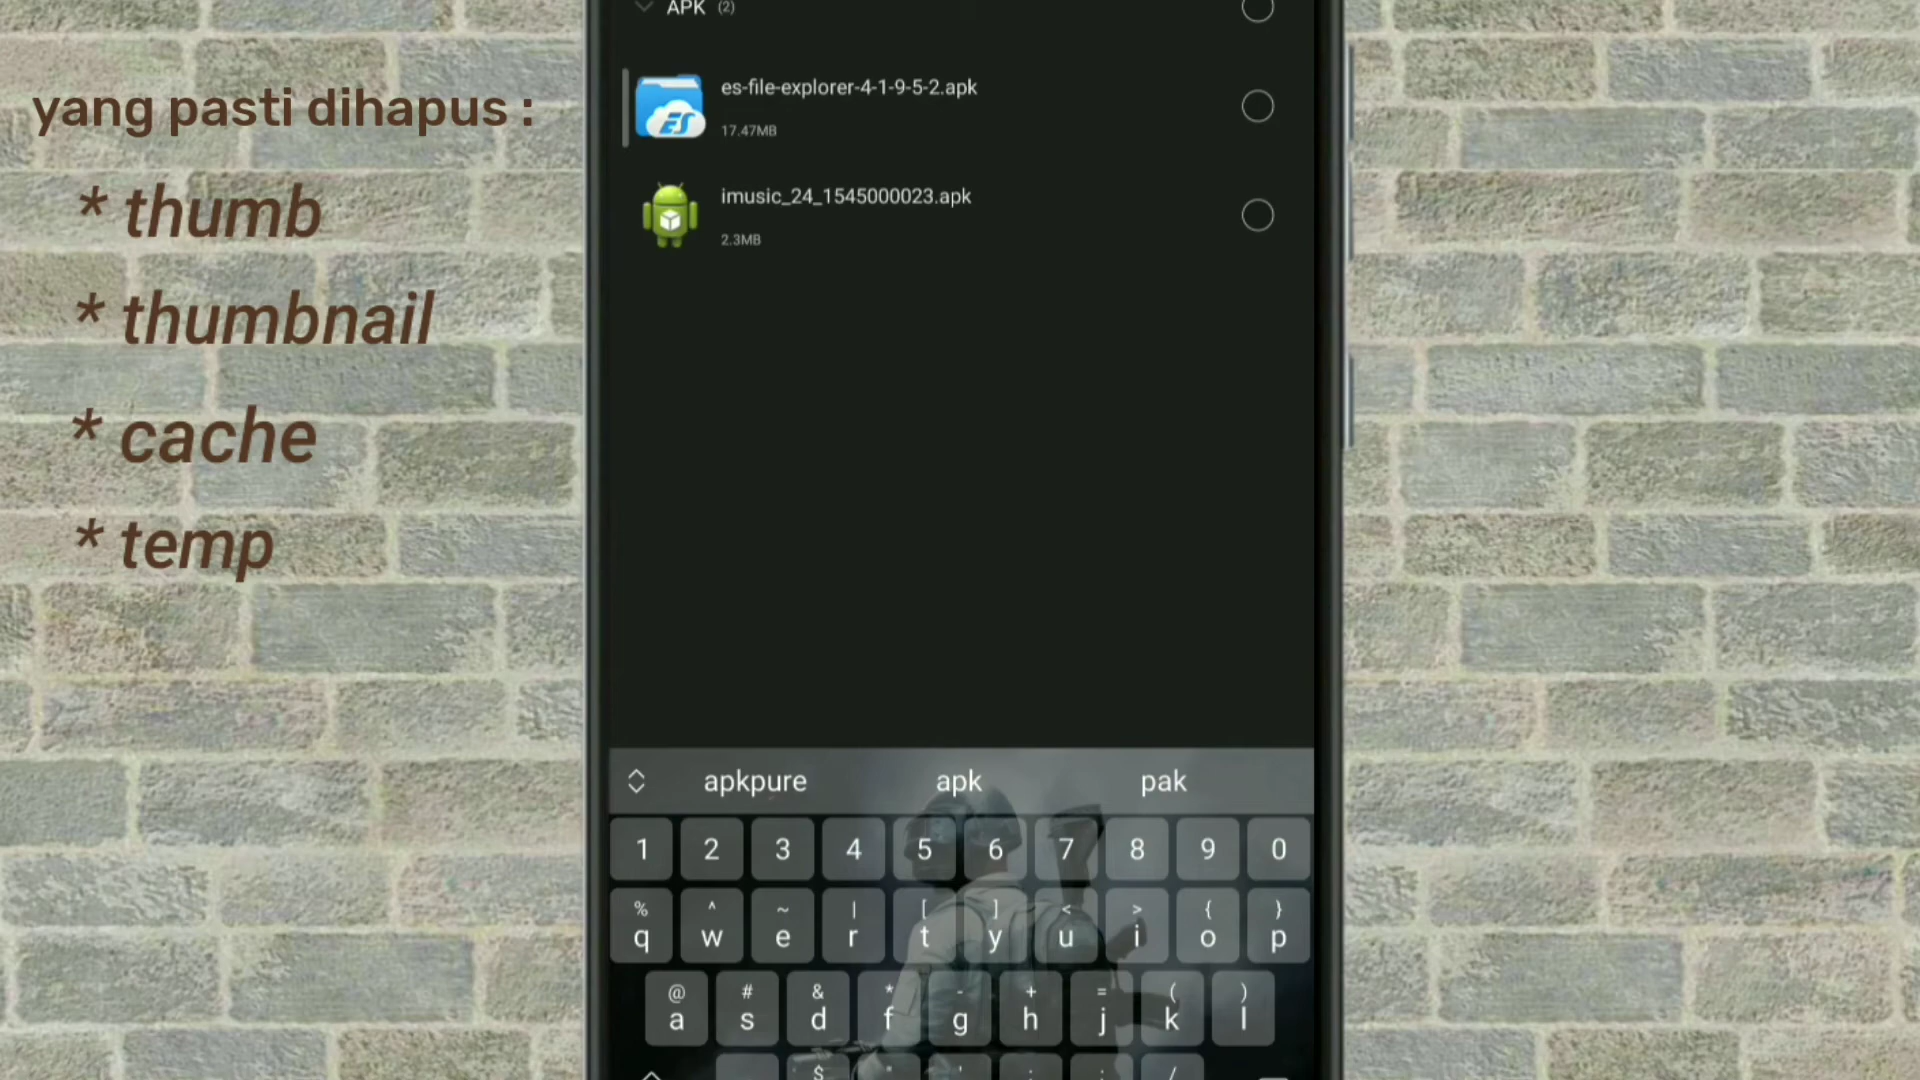 yang pasti dihapus :
* thumb
* thumbnail
* cache
* temp
APK (2)
es-file-explorer-4-1-9-5-2.apk
17.47MB
ES
imusic_24_1545000023.apk
2.3MB
apkpure apk pak
1 2 3 4 5 6 7 8 9 0
% ^ ~ | [ ] < > { }
q w e r t y u i o p
@ # & * - + = ( )
a s d f g h j k l
$ " ' : ; /